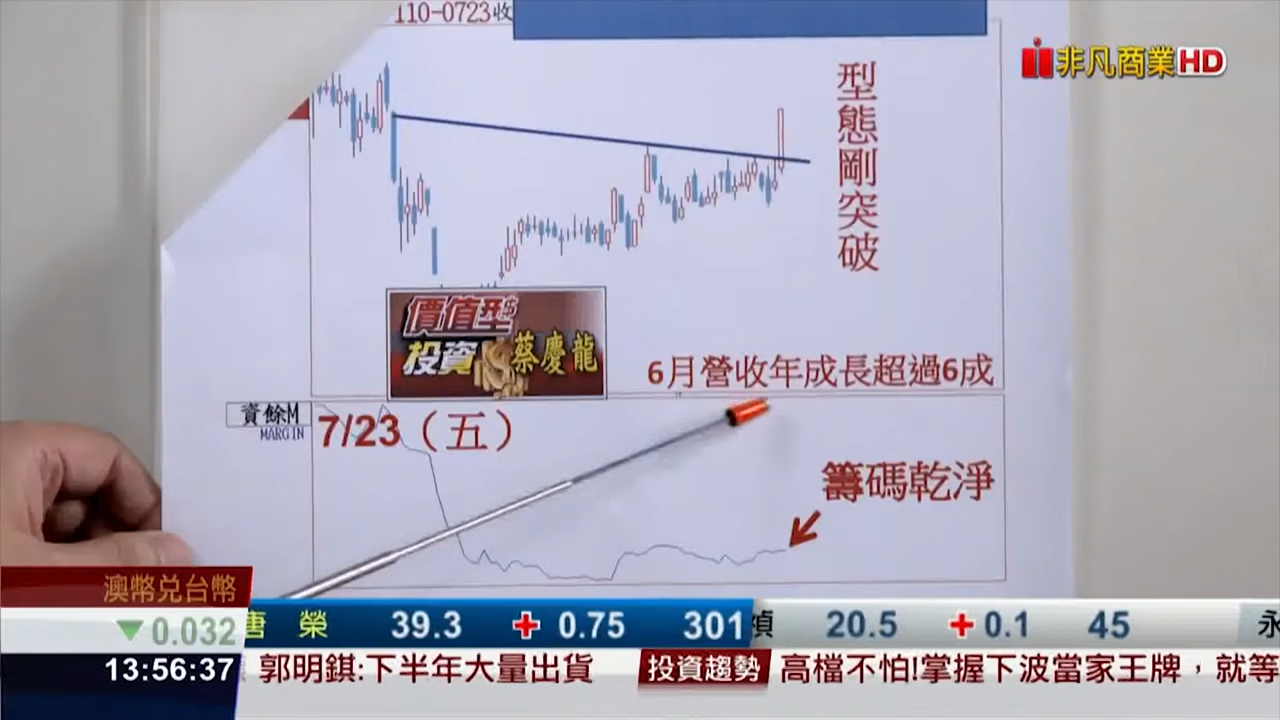 110-0723收
非凡商業HD
型態剛突破
價值型
投資
蔡慶龍
6月營收年成長超過6成
資餘M
MARGIN
7/23（五）
籌碼乾淨
澳幣兌台幣
▼0.032
唐榮 39.3 + 0.75 301
20.5 + 0.1 45
13:56:37
郭明錤:下半年大量出貨
投資趨勢
高檔不怕!掌握下波當家王牌，就等